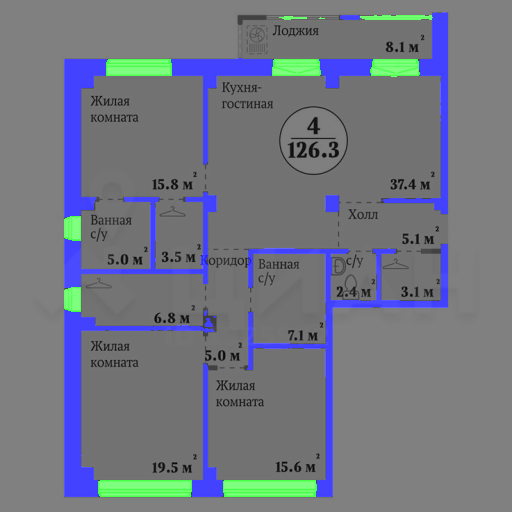 Лоджия
8.1 м²
Кухня-
гостиная
Жилая
комната
4
126.3
15.8 м²
37.4 м²
Холл
Ванная
с/у
5.1 м²
5.0 м²
3.5 м²
Коридор
Ванная
с/у
с/у
2.4 м²
3.1 м²
6.8 м²
7.1 м²
Жилая
комната
5.0 м²
Жилая
комната
19.5 м²
15.6 м²